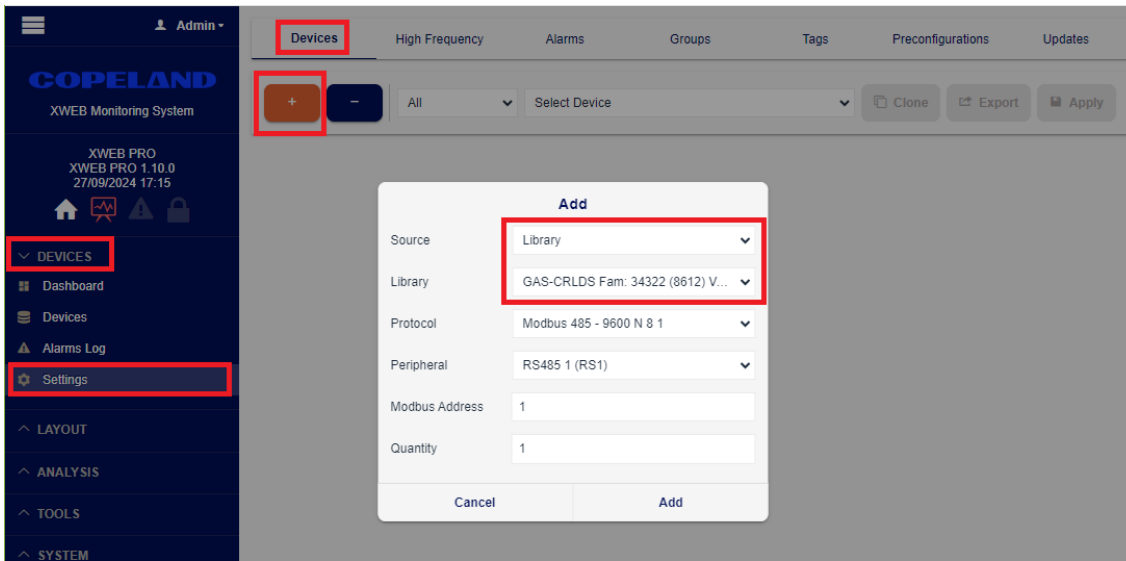 Admin
COPELAND
XWEB Monitoring System
XWEB PRO
XWEB PRO 1.10.0
27/09/2024 17:15
DEVICES
Dashboard
Devices
Alarms Log
Settings
LAYOUT
ANALYSIS
TOOLS
SYSTEM
Devices High Frequency Alarms Groups Tags Preconfigurations Updates
+ - All Select Device Clone Export Apply
Add
Source Library
Library GAS-CRLDS Fam: 34322 (8612) V...
Protocol Modbus 485 - 9600 N 8 1
Peripheral RS485 1 (RS1)
Modbus Address 1
Quantity 1
Cancel Add